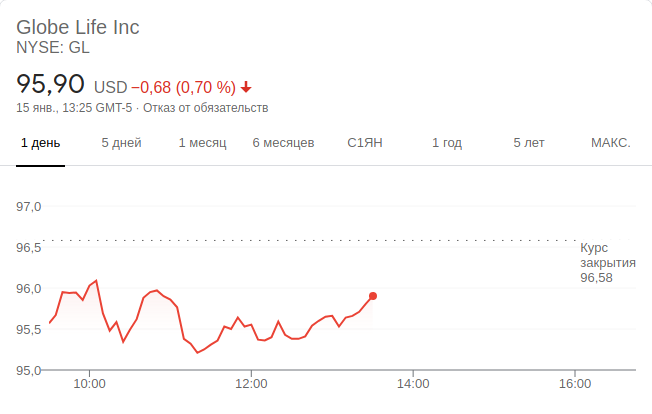 Globe Life Inc
NYSE: GL
95,90 USD −0,68 (0,70 %)
15 янв., 13:25 GMT-5 · Отказ от обязательств
1 день 5 дней 1 месяц 6 месяцев С1ЯН 1 год 5 лет МАКС.
97,0
96,5
Курс
закрытия
96,58
96,0
95,5
95,0
10:00 12:00 14:00 16:00